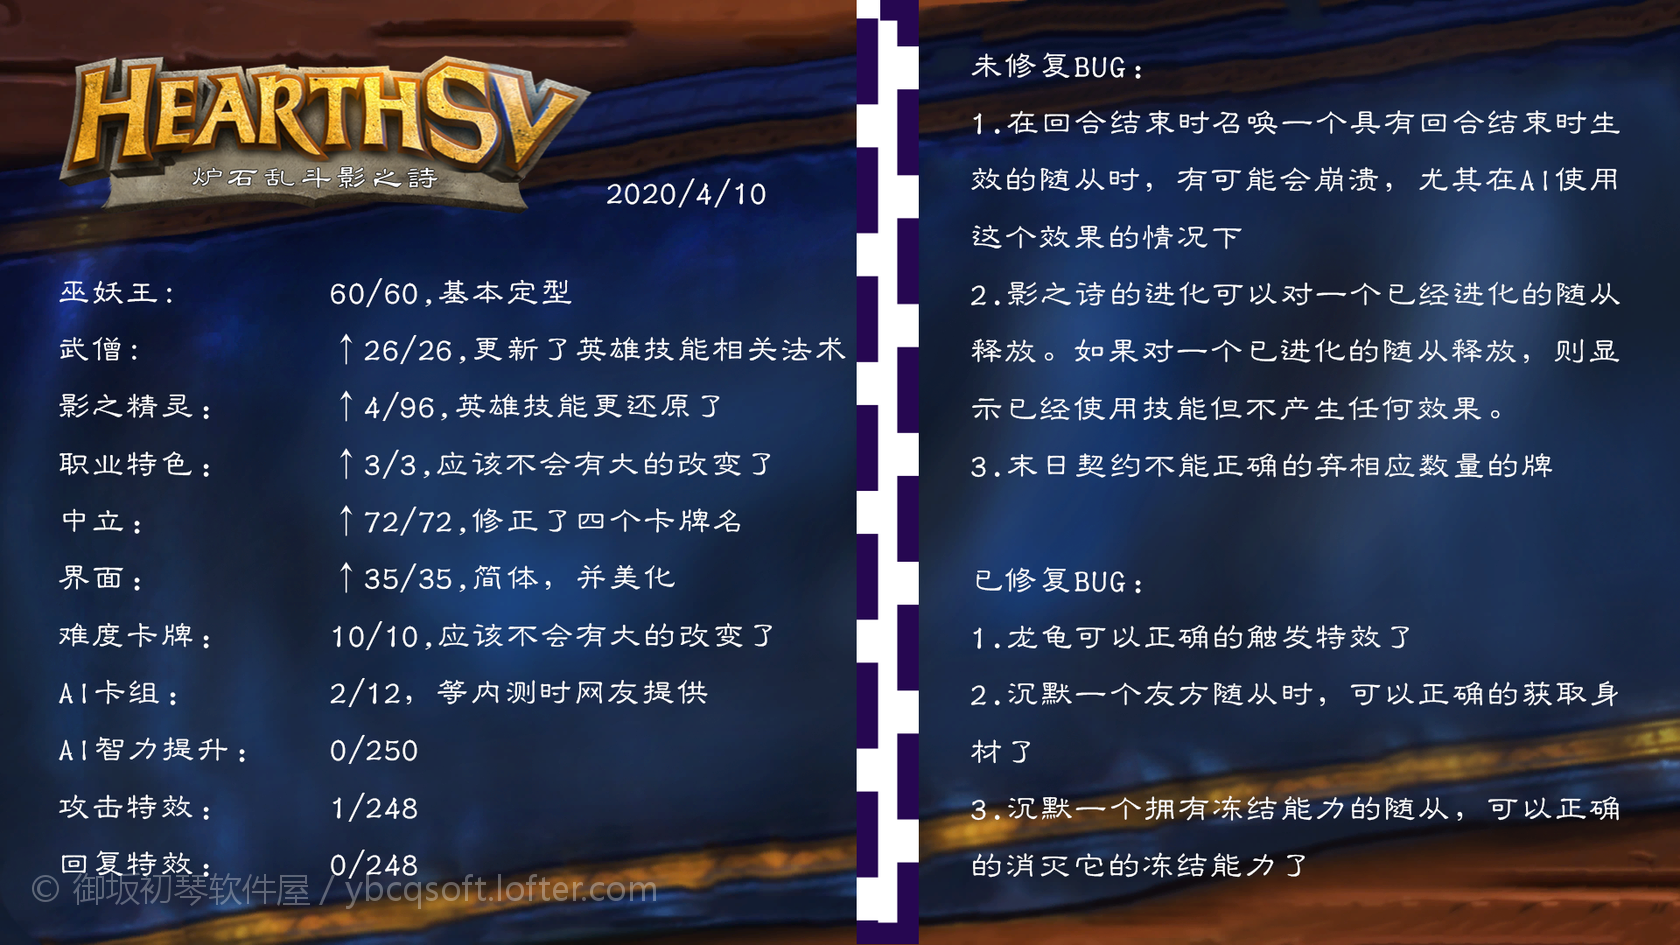 HEARTHSV
炉石乱斗影之詩
2020/4/10
巫妖王： 60/60,基本定型
武僧： ↑26/26,更新了英雄技能相关法术
影之精灵： ↑4/96,英雄技能更还原了
职业特色： ↑3/3,应该不会有大的改变了
中立： ↑72/72,修正了四个卡牌名
界面： ↑35/35,简体，并美化
难度卡牌： 10/10,应该不会有大的改变了
AI卡组： 2/12，等内测时网友提供
AI智力提升： 0/250
攻击特效： 1/248
回复特效： 0/248
© 御坂初琴软件屋 / ybcqsoft.lofter.com
未修复BUG：
1.在回合结束时召唤一个具有回合结束时生
效的随从时，有可能会崩溃，尤其在AI使用
这个效果的情况下
2.影之诗的进化可以对一个已经进化的随从
释放。如果对一个已进化的随从释放，则显
示已经使用技能但不产生任何效果。
3.末日契约不能正确的弃相应数量的牌
已修复BUG：
1.龙龟可以正确的触发特效了
2.沉默一个友方随从时，可以正确的获取身
材了
3.沉默一个拥有冻结能力的随从，可以正确
的消灭它的冻结能力了